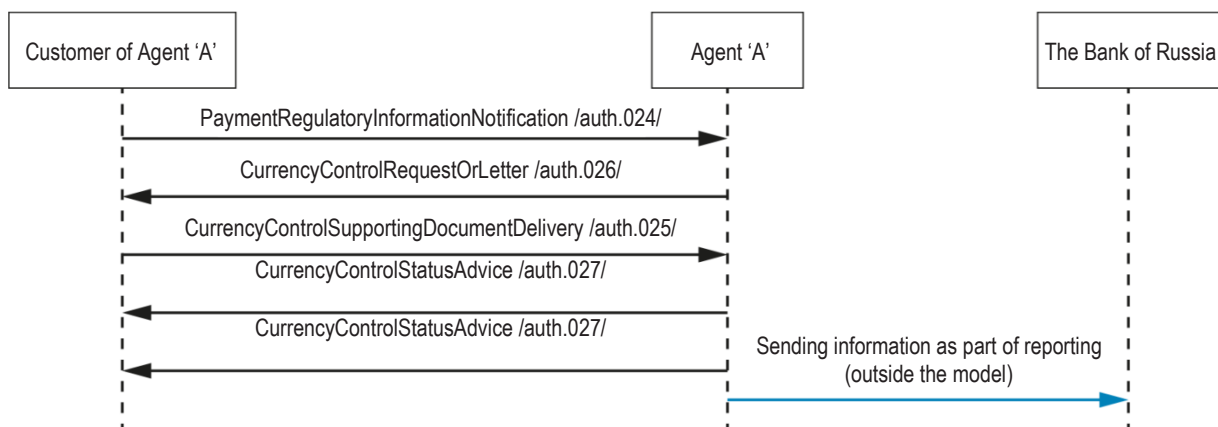 Customer of Agent ‘A’
Agent ‘A’
The Bank of Russia
PaymentRegulatoryInformationNotification /auth.024/
CurrencyControlRequestOrLetter /auth.026/
CurrencyControlSupportingDocumentDelivery /auth.025/
CurrencyControlStatusAdvice /auth.027/
CurrencyControlStatusAdvice /auth.027/
Sending information as part of reporting
(outside the model)